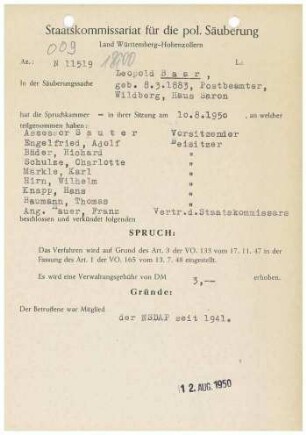 Staatskommissariat für die pol. Säuberung
Land Württemberg-Hohenzollern
009
1800
Az.: N 11519 L:
Leopold Baur,
In der Säuberungssache geb. 8.3.1883, Postbeamter,
Wildberg, Haus Saron
hat die Spruchkammer - in ihrer Sitzung am 10.8.1950 , an welcher
teilgenommen haben:
Assessor Sauter Vorsitzender
Engelfried, Adolf Beisitzer
Bäder, Richard "
Schulze, Charlotte "
Märkle, Karl "
Hirn, Wilhelm "
Knapp, Hans "
Baumann, Thomas "
Ang. Bauer, Franz Vertr.d.Staatskommissars
beschlossen und verkündet folgenden
SPRUCH:
Das Verfahren wird auf Grund des Art. 3 der VO. 133 vom 17. 11. 47 in der
Fassung des Art. 1 der VO. 165 vom 13. 7. 48 eingestellt.
Es wird eine Verwaltungsgebühr von DM 5,-- erhoben.
Gründe:
Der Betroffene war Mitglied
der NSDAP seit 1941.
12. AUG. 1950